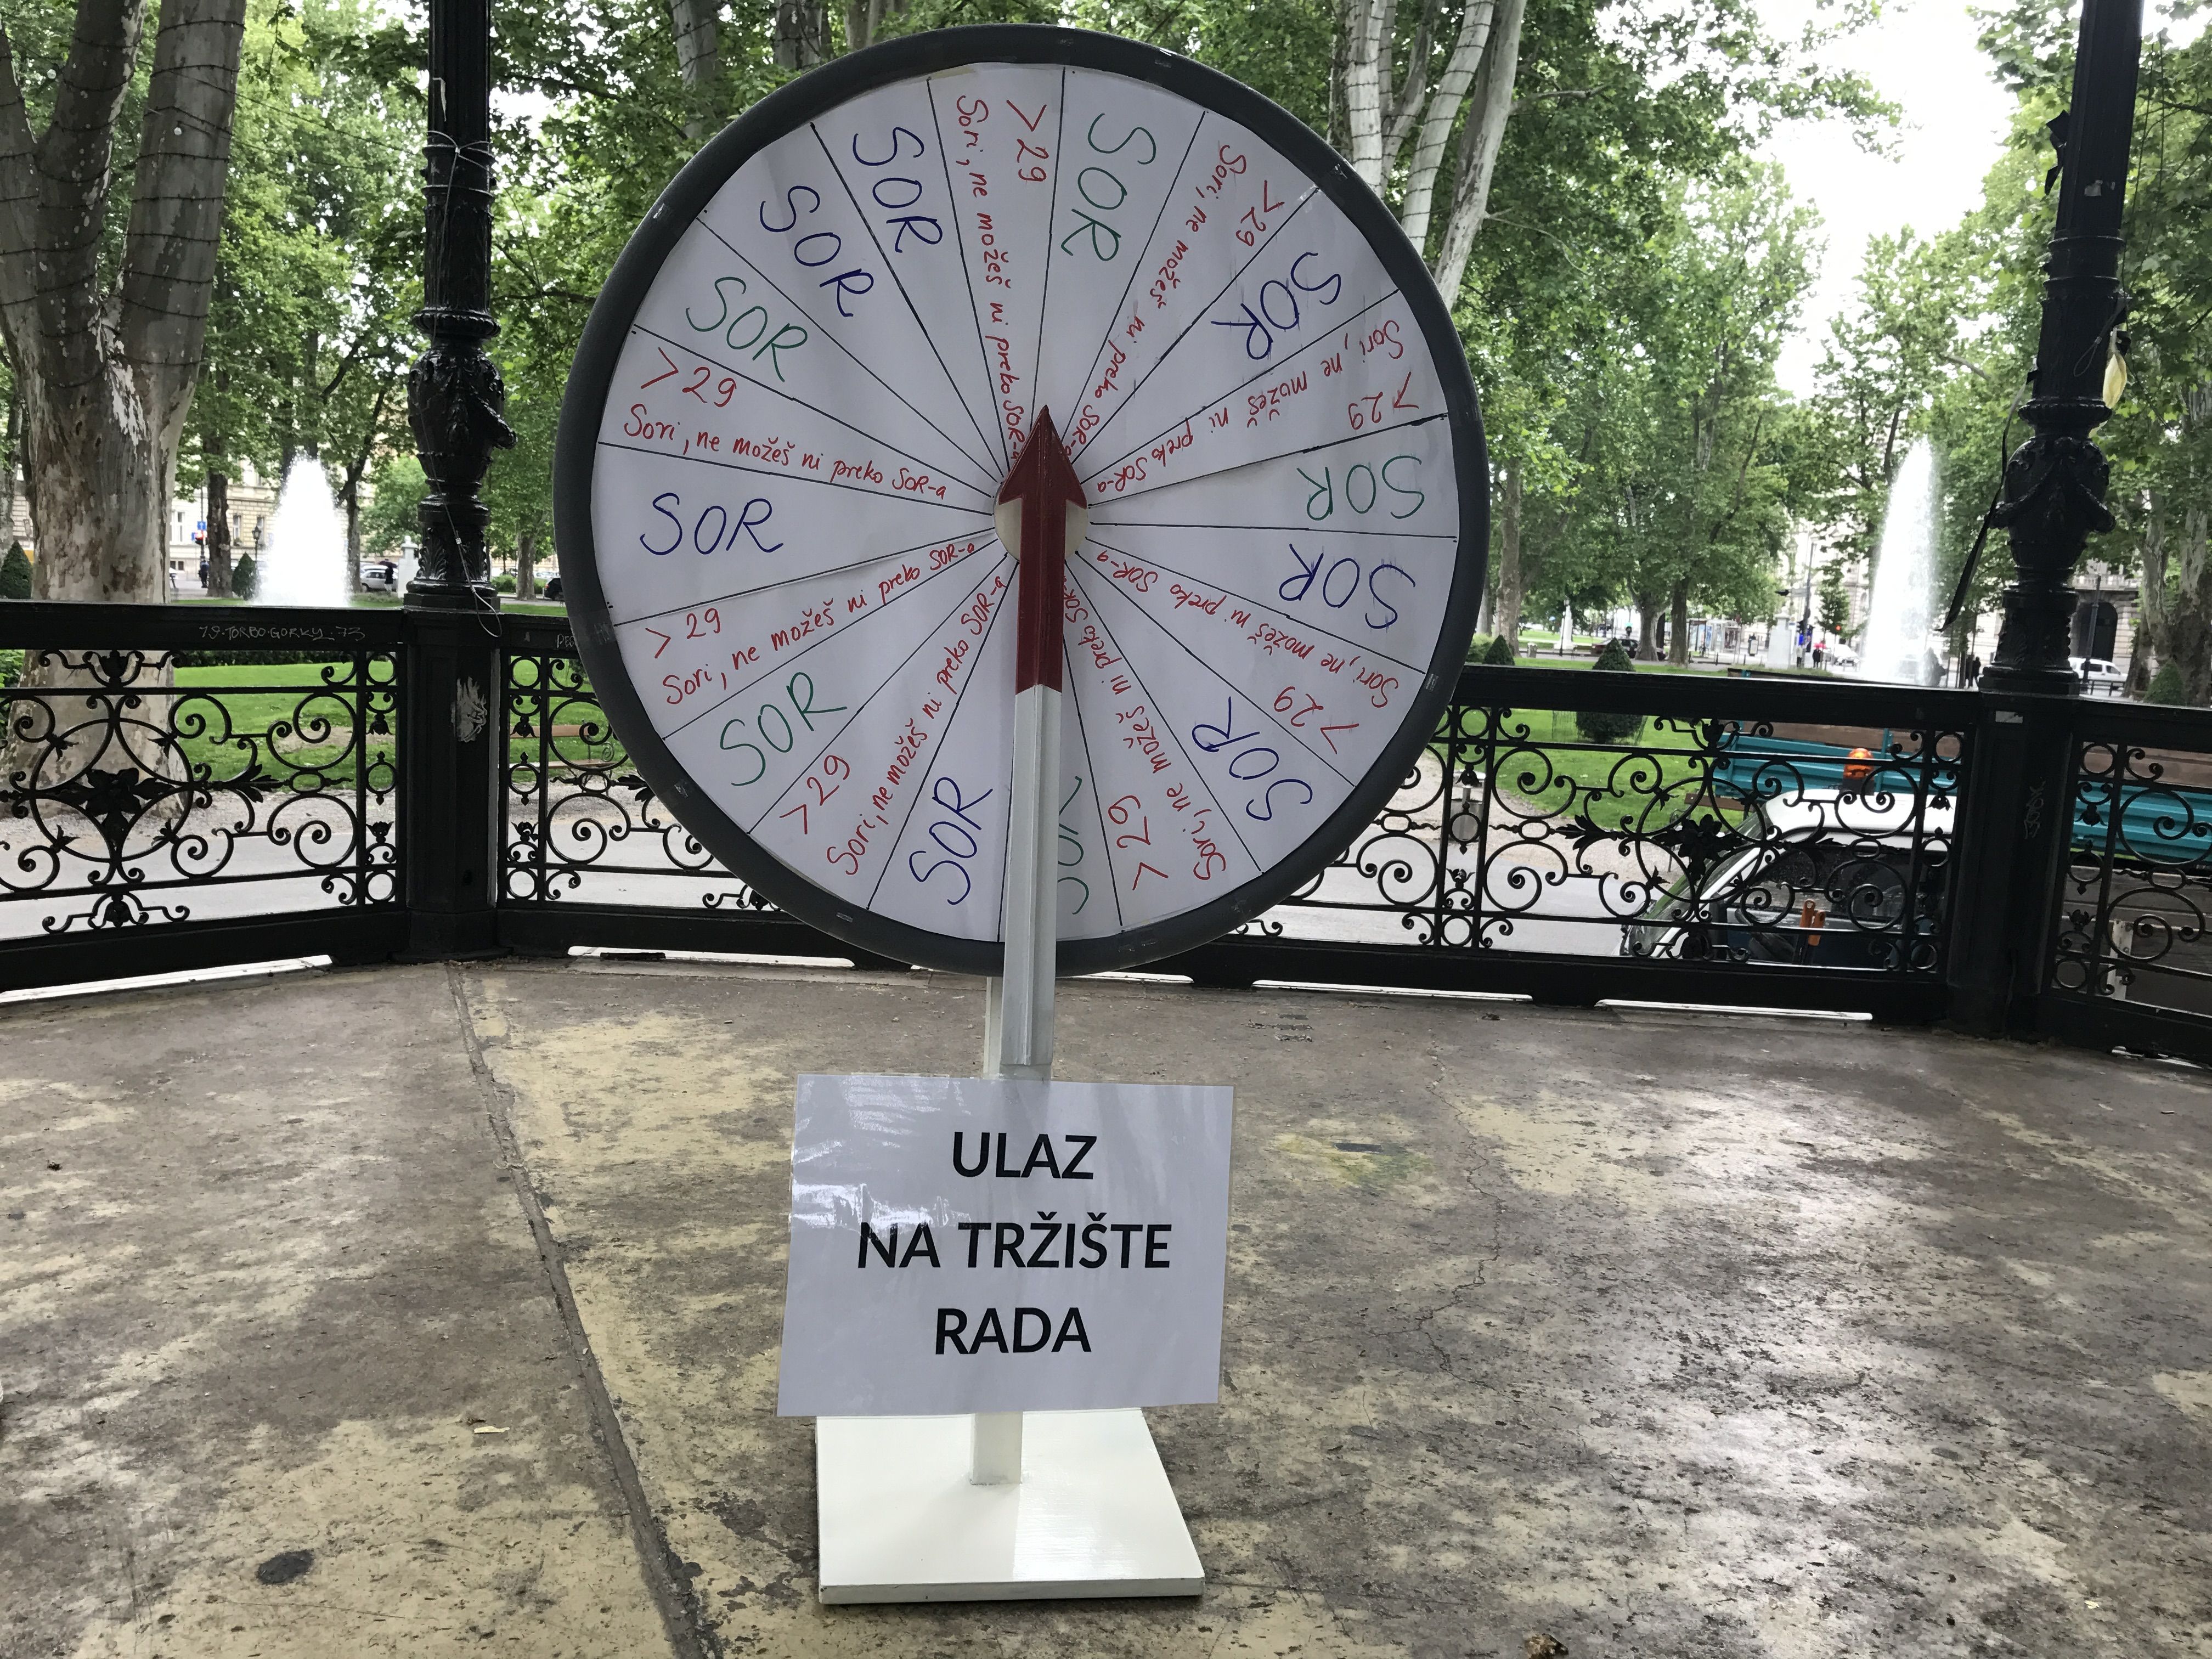 >29
Sori, ne možeš ni preko SOR-a
SOR
>29
Sori, ne možeš ni preko SOR-
SOR
>29
Sori, ne možeš ni preko SOR-a
SOR
SOR
>29
Sori, ne možeš ni preko SOR-a
SOR
>29
Sori, ne možeš ni preko SOR
SOR
>29
Sori, ne možeš ni preko SOR-a
SOR
>29
Sori, ne možeš ni preko SOR-a
SOR
>29
Sori, ne možeš ni preko SOR-a
SOR
SOR
SOR
ULAZ
NA TRŽIŠTE
RADA